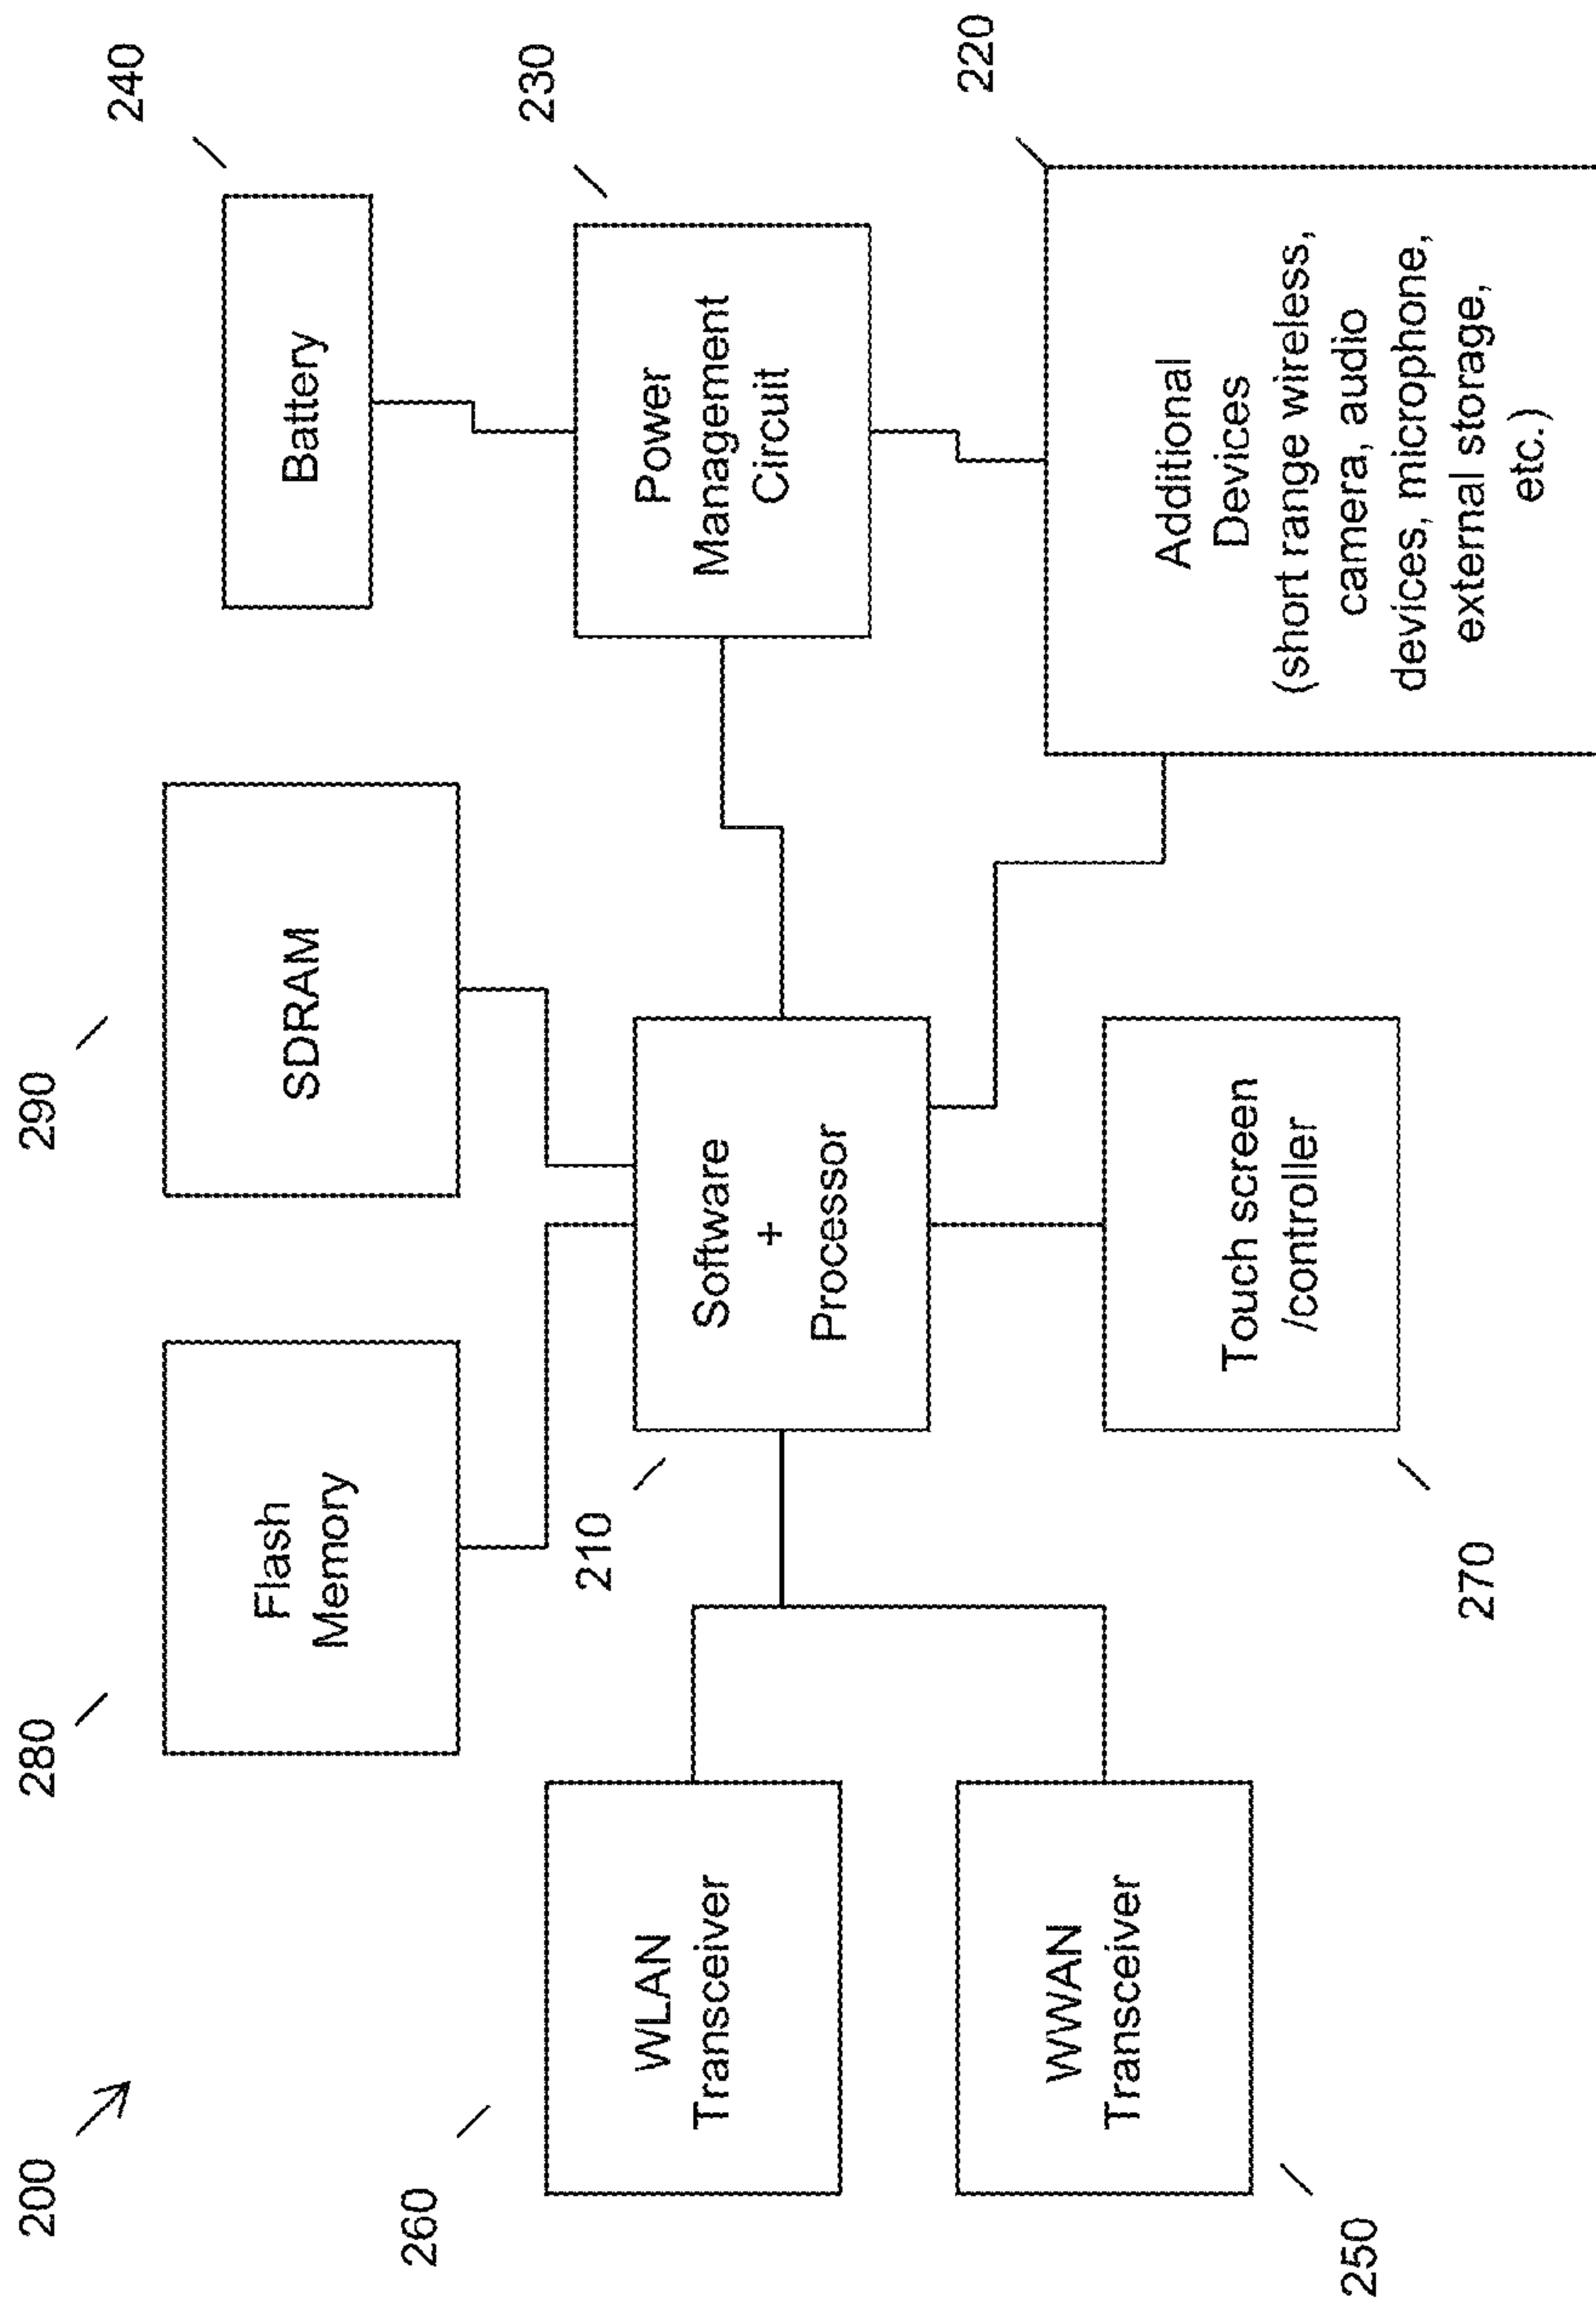 200
280
Flash
Memory
290
SDRAM
240
Battery
260
WLAN
Transceiver
210
Software
+
Processor
230
Power
Management
Circuit
250
WWAN
Transceiver
270
Touch screen
/controller
220
Additional
Devices
(short range wireless,
camera, audio
devices, microphone,
external storage,
etc.)